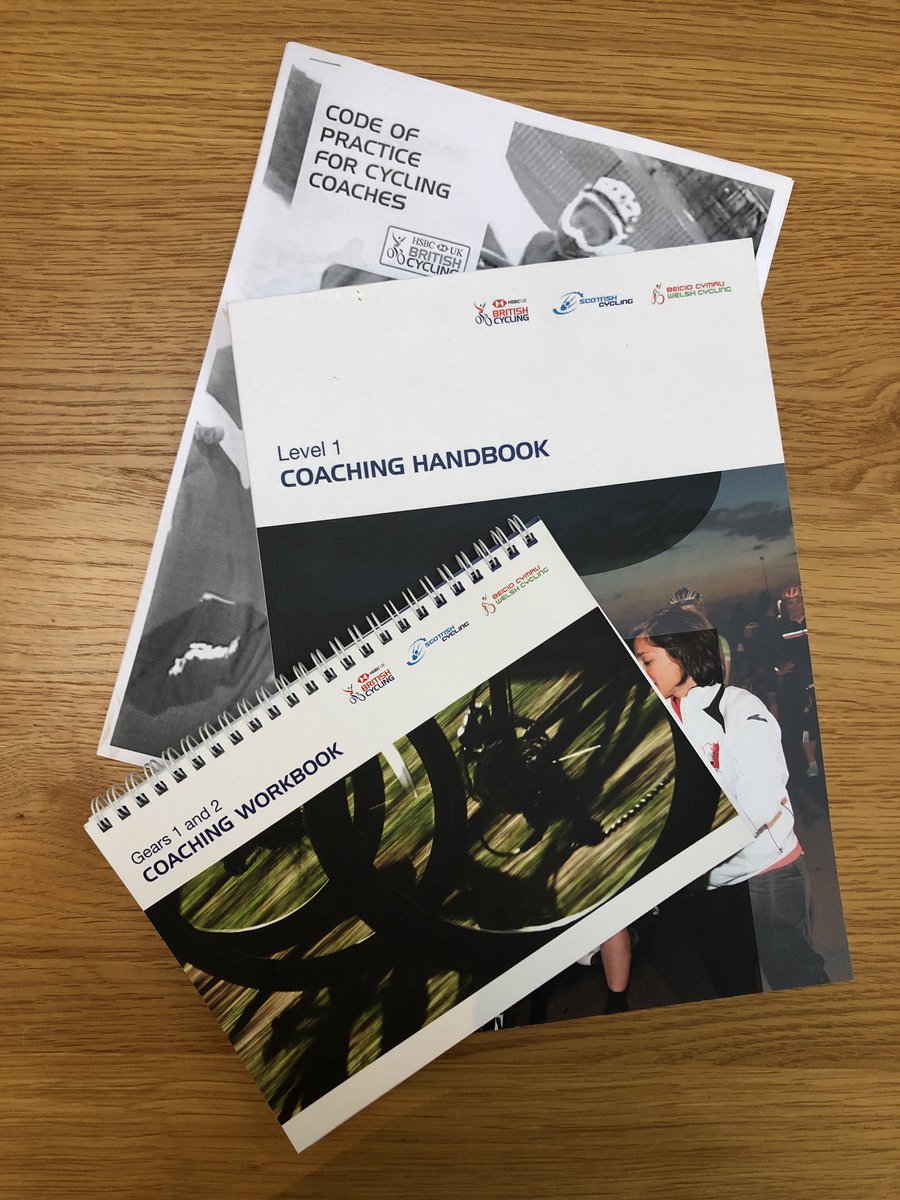 CODE OF
PRACTICE
FOR CYCLING
COACHES
HSBC UK
BRITISH
CYCLING
HSBC UK
BRITISH
CYCLING
SCOTTISH
CYCLING
BEICIO CYMRU
WELSH CYCLING
Level 1
COACHING HANDBOOK
BEICIO CYMRU
WELSH CYCLING
SCOTTISH
CYCLING
HSBC UK
BRITISH
CYCLING
Gears 1 and 2
COACHING WORKBOOK